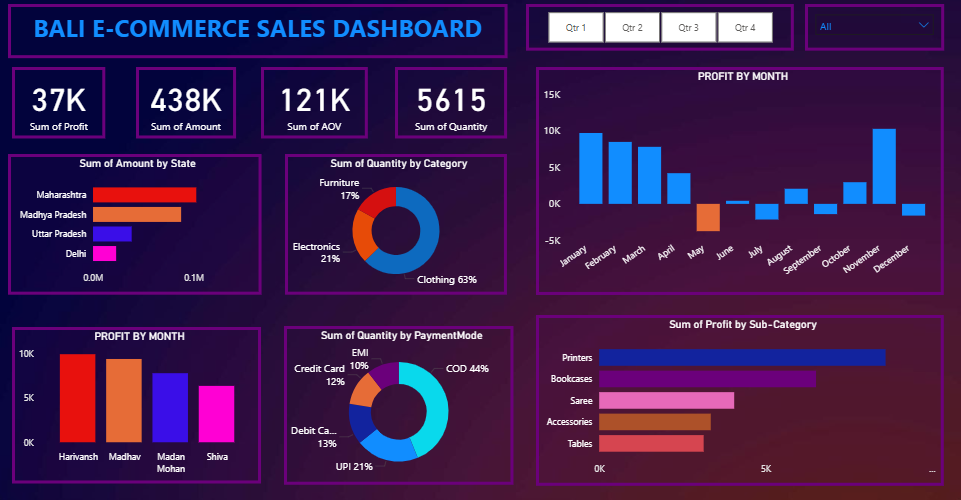 BALI E-COMMERCE SALES DASHBOARD
Qtr 1
Qtr 2
Qtr 3
Qtr 4
All
37K
Sum of Profit
438K
Sum of Amount
121K
Sum of AOV
5615
Sum of Quantity
PROFIT BY MONTH
15K
10K
5K
0K
-5K
January
February
March
April
May
June
July
August
September
October
November
December
Sum of Amount by State
Maharashtra
Madhya Pradesh
Uttar Pradesh
Delhi
0.0M
0.1M
Sum of Quantity by Category
Furniture
17%
Electronics
21%
Clothing 63%
PROFIT BY MONTH
10K
5K
0K
Harivansh
Madhav
Madan
Mohan
Shiva
Sum of Quantity by PaymentMode
EMI
10%
Credit Card
12%
Debit Ca...
13%
UPI 21%
COD 44%
Sum of Profit by Sub-Category
Printers
Bookcases
Saree
Accessories
Tables
0K
5K
...